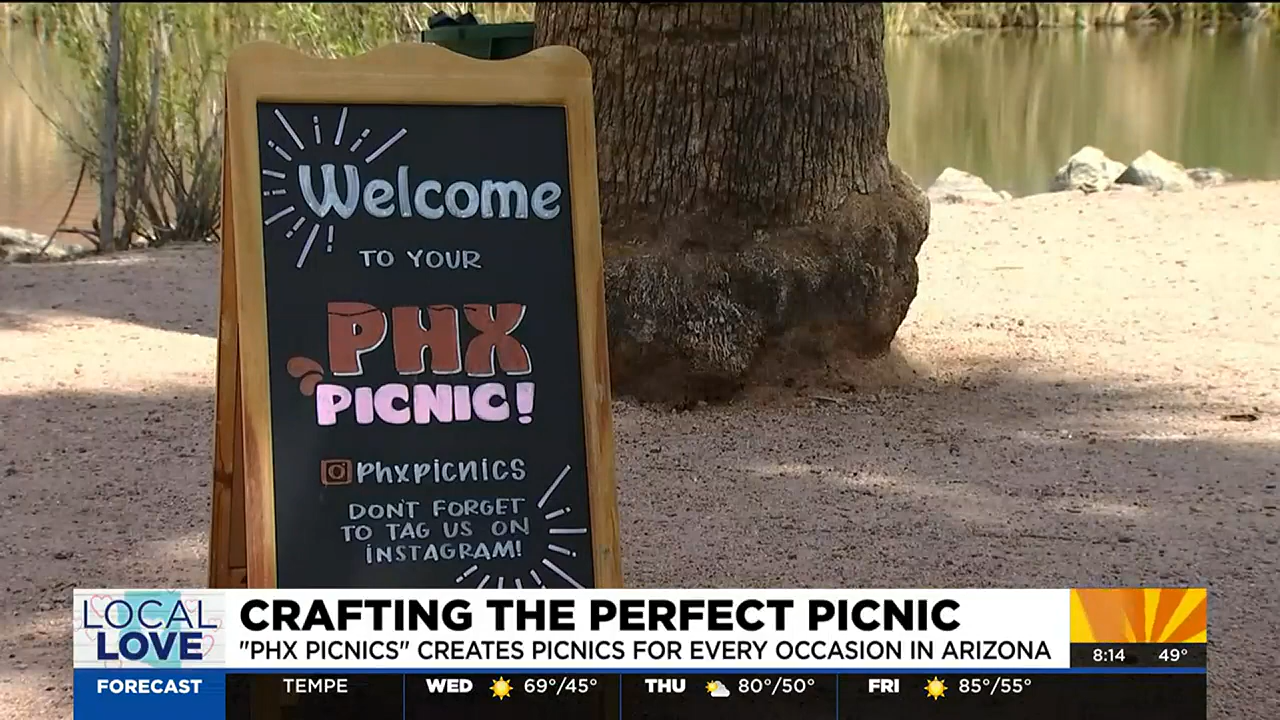 Welcome
TO YOUR
PHX
PICNIC!
phxpicnics
DON'T FORGET
TO TAG US ON
INSTAGRAM!
LOCAL
LOVE
CRAFTING THE PERFECT PICNIC
"PHX PICNICS" CREATES PICNICS FOR EVERY OCCASION IN ARIZONA
8:14 49°
FORECAST TEMPE WED 69°/45° THU 80°/50° FRI 85°/55°